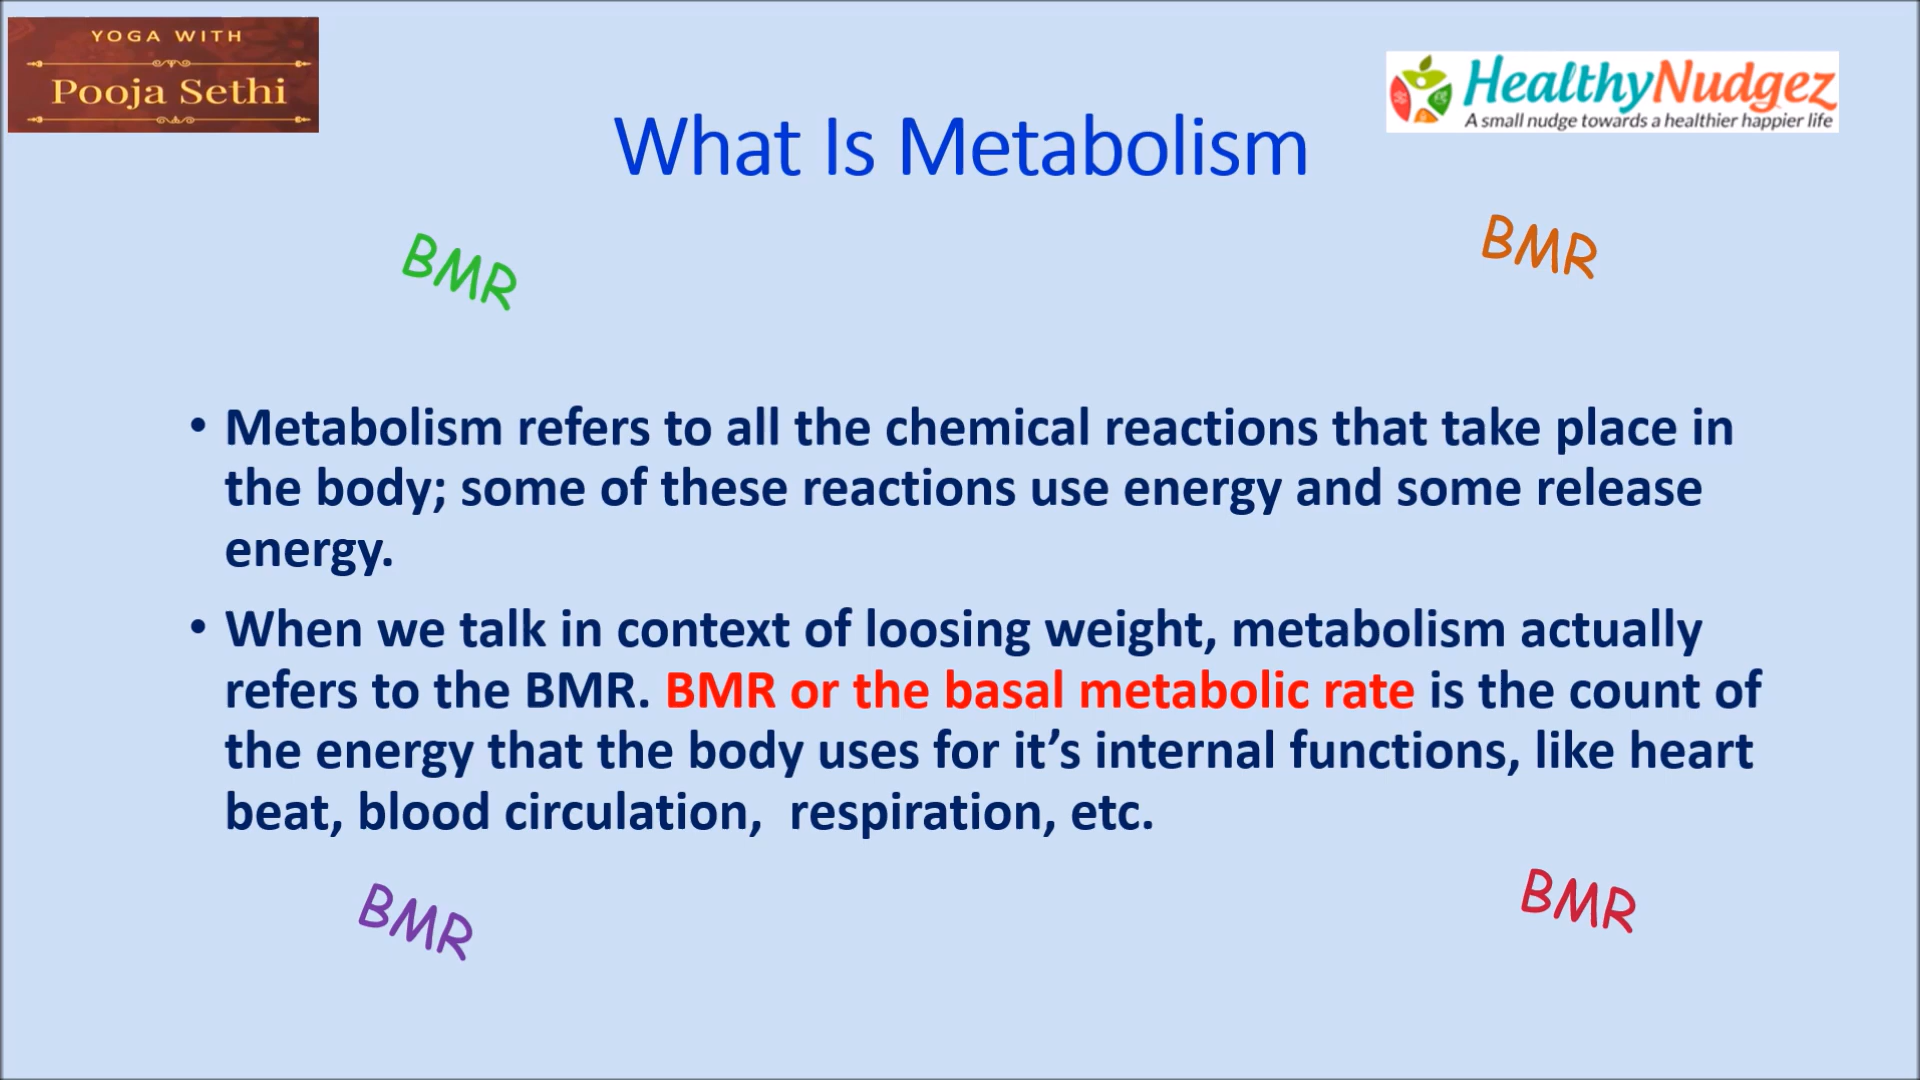 YOGA WITH
Pooja Sethi
HealthyNudgez
A small nudge towards a healthier happier life
What Is Metabolism
BMR
BMR
• Metabolism refers to all the chemical reactions that take place in
the body; some of these reactions use energy and some release
energy.
• When we talk in context of loosing weight, metabolism actually
refers to the BMR. BMR or the basal metabolic rate is the count of
the energy that the body uses for it’s internal functions, like heart
beat, blood circulation,  respiration, etc.
BMR
BMR